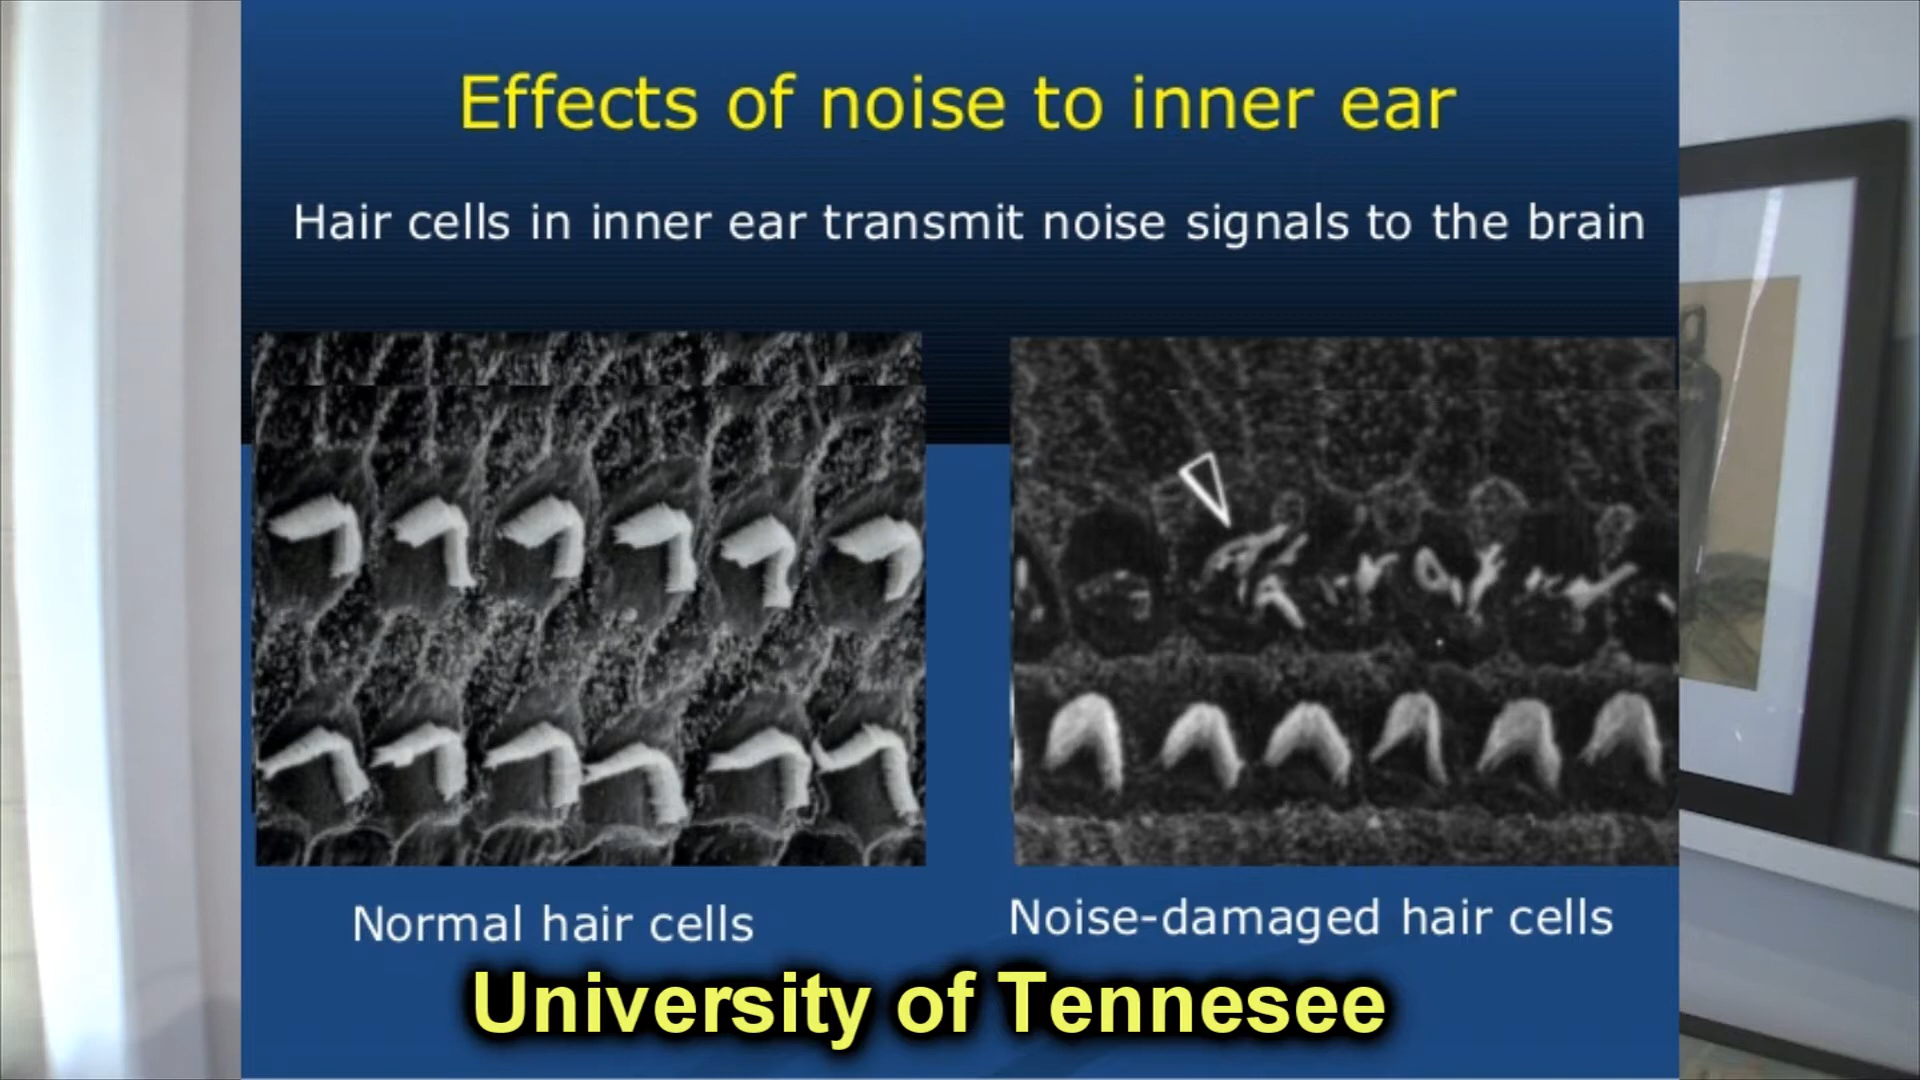 Effects of noise to inner ear
Hair cells in inner ear transmit noise signals to the brain
Normal hair cells
Noise-damaged hair cells
University of Tennesee